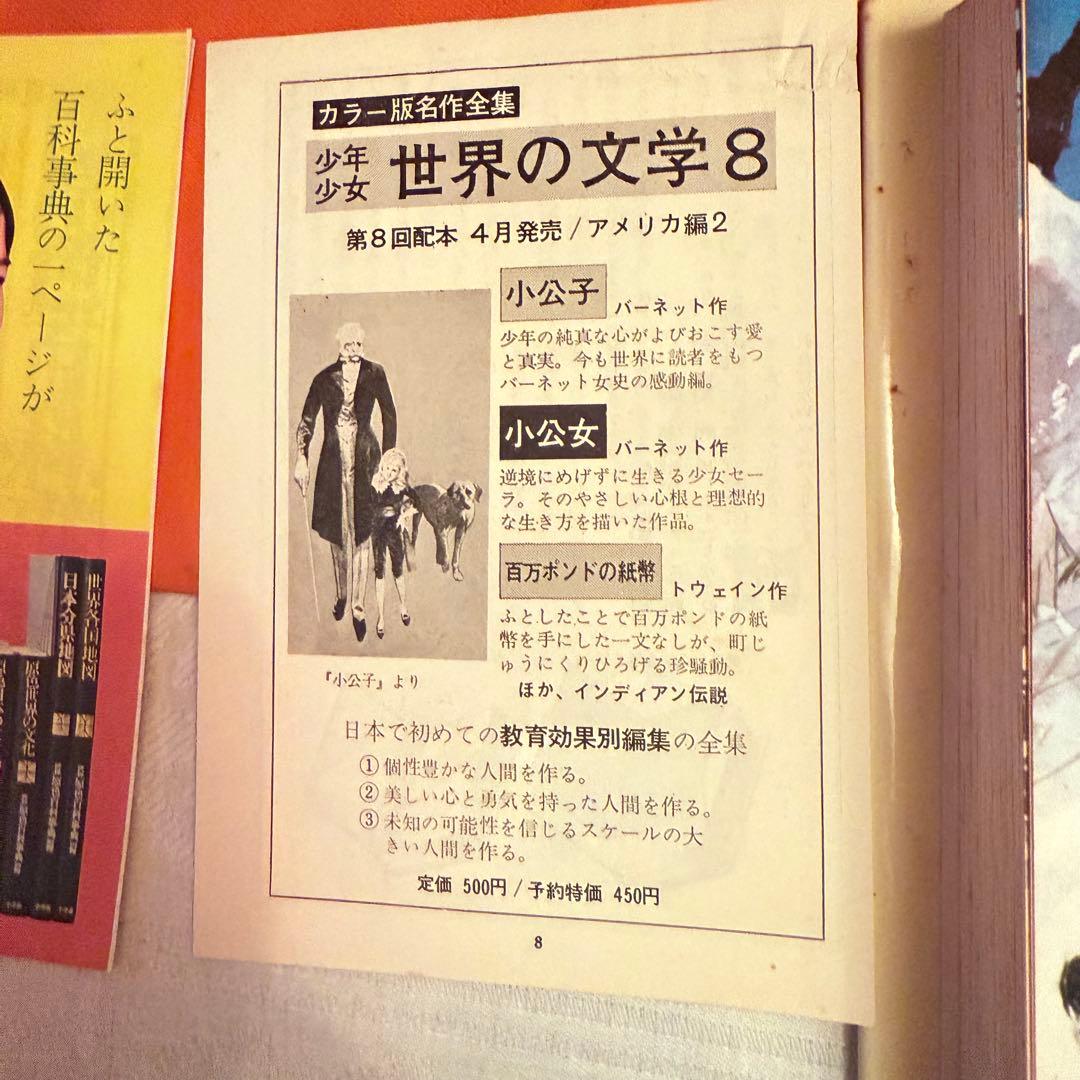 ふと開いた
百科事典の一ページが
世界各国地図
日本分県地図
カラー版名作全集
少年少女 世界の文学8
第8回配本 4月発売/アメリカ編2
小公子 バーネット作
少年の純真な心がよびおこす愛
と真実。今も世界に読者をもつ
バーネット女史の感動編。
小公女 バーネット作
逆境にめげずに生きる少女セー
ラ。そのやさしい心根と理想的
な生き方を描いた作品。
百万ポンドの紙幣 トウェイン作
ふとしたことで百万ポンドの紙
幣を手にした一文なしが、町じ
ゅうにくりひろげる珍騒動。
ほか、インディアン伝説
『小公子』より
日本で初めての教育効果別編集の全集
①個性豊かな人間を作る。
②美しい心と勇気を持った人間を作る。
③未知の可能性を信じるスケールの大
きい人間を作る。
定価 500円/予約特価 450円
8